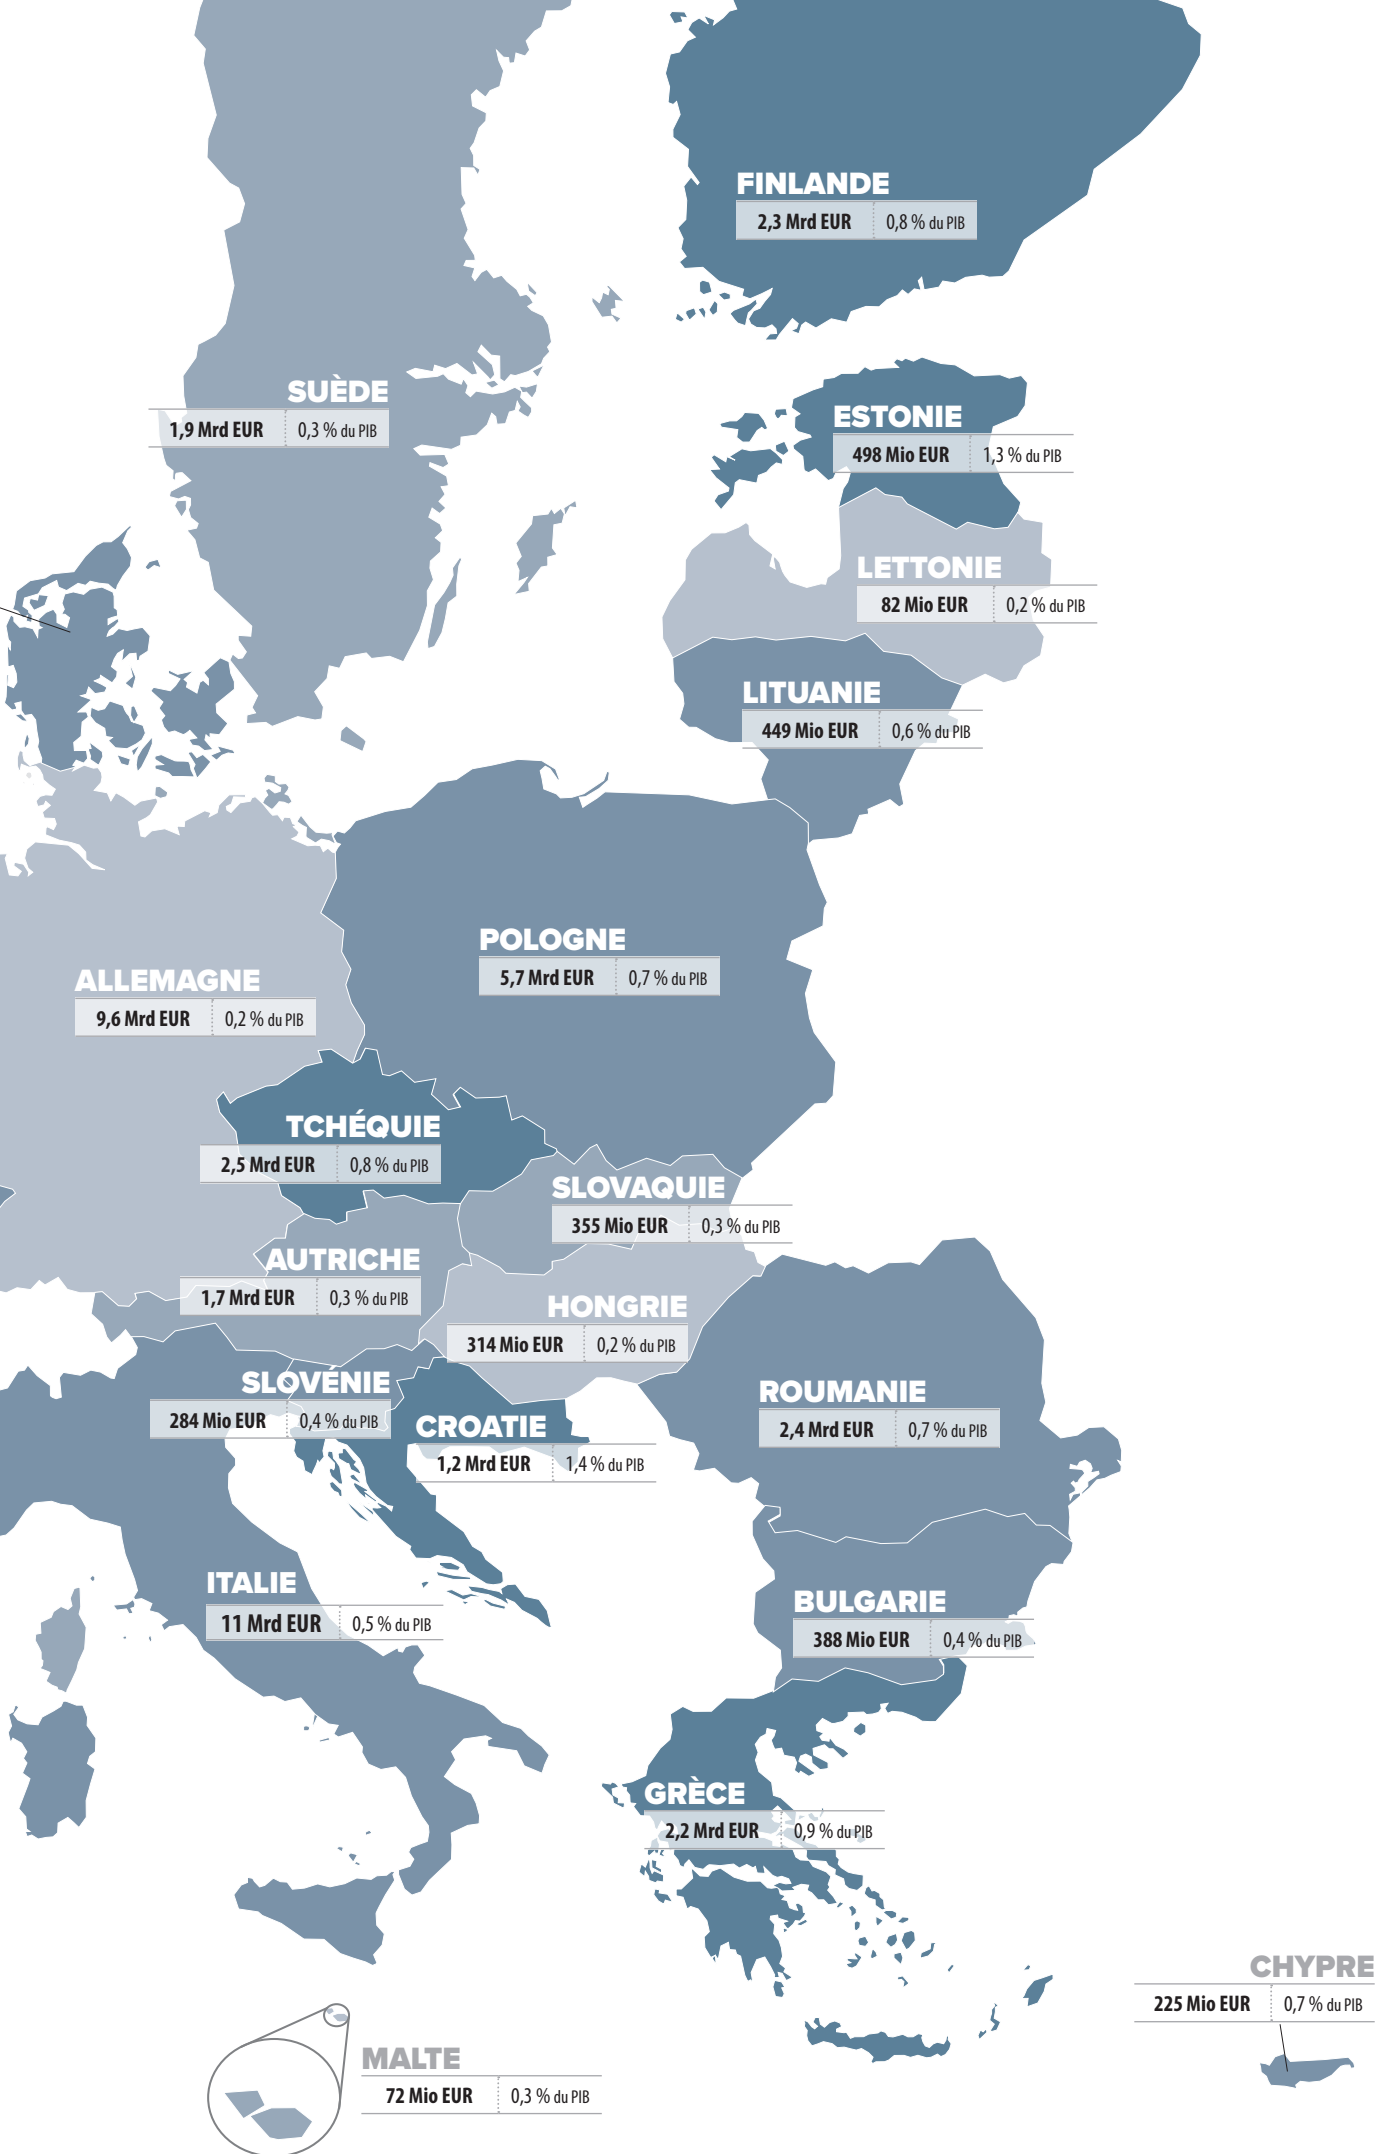 FINLANDE
2,3 Mrd EUR 0,8 % du PIB
SUÈDE
1,9 Mrd EUR 0,3 % du PIB
ESTONIE
498 Mio EUR 1,3 % du PIB
LETTONIE
82 Mio EUR 0,2 % du PIB
LITUANIE
449 Mio EUR 0,6 % du PIB
POLOGNE
5,7 Mrd EUR 0,7 % du PIB
ALLEMAGNE
9,6 Mrd EUR 0,2 % du PIB
TCHÉQUIE
2,5 Mrd EUR 0,8 % du PIB
SLOVAQUIE
355 Mio EUR 0,3 % du PIB
AUTRICHE
1,7 Mrd EUR 0,3 % du PIB
HONGRIE
314 Mio EUR 0,2 % du PIB
SLOVÉNIE
284 Mio EUR 0,4 % du PIB
ROUMANIE
2,4 Mrd EUR 0,7 % du PIB
CROATIE
1,2 Mrd EUR 1,4 % du PIB
ITALIE
11 Mrd EUR 0,5 % du PIB
BULGARIE
388 Mio EUR 0,4 % du PIB
GRÈCE
2,2 Mrd EUR 0,9 % du PIB
CHYPRE
225 Mio EUR 0,7 % du PIB
MALTE
72 Mio EUR 0,3 % du PIB